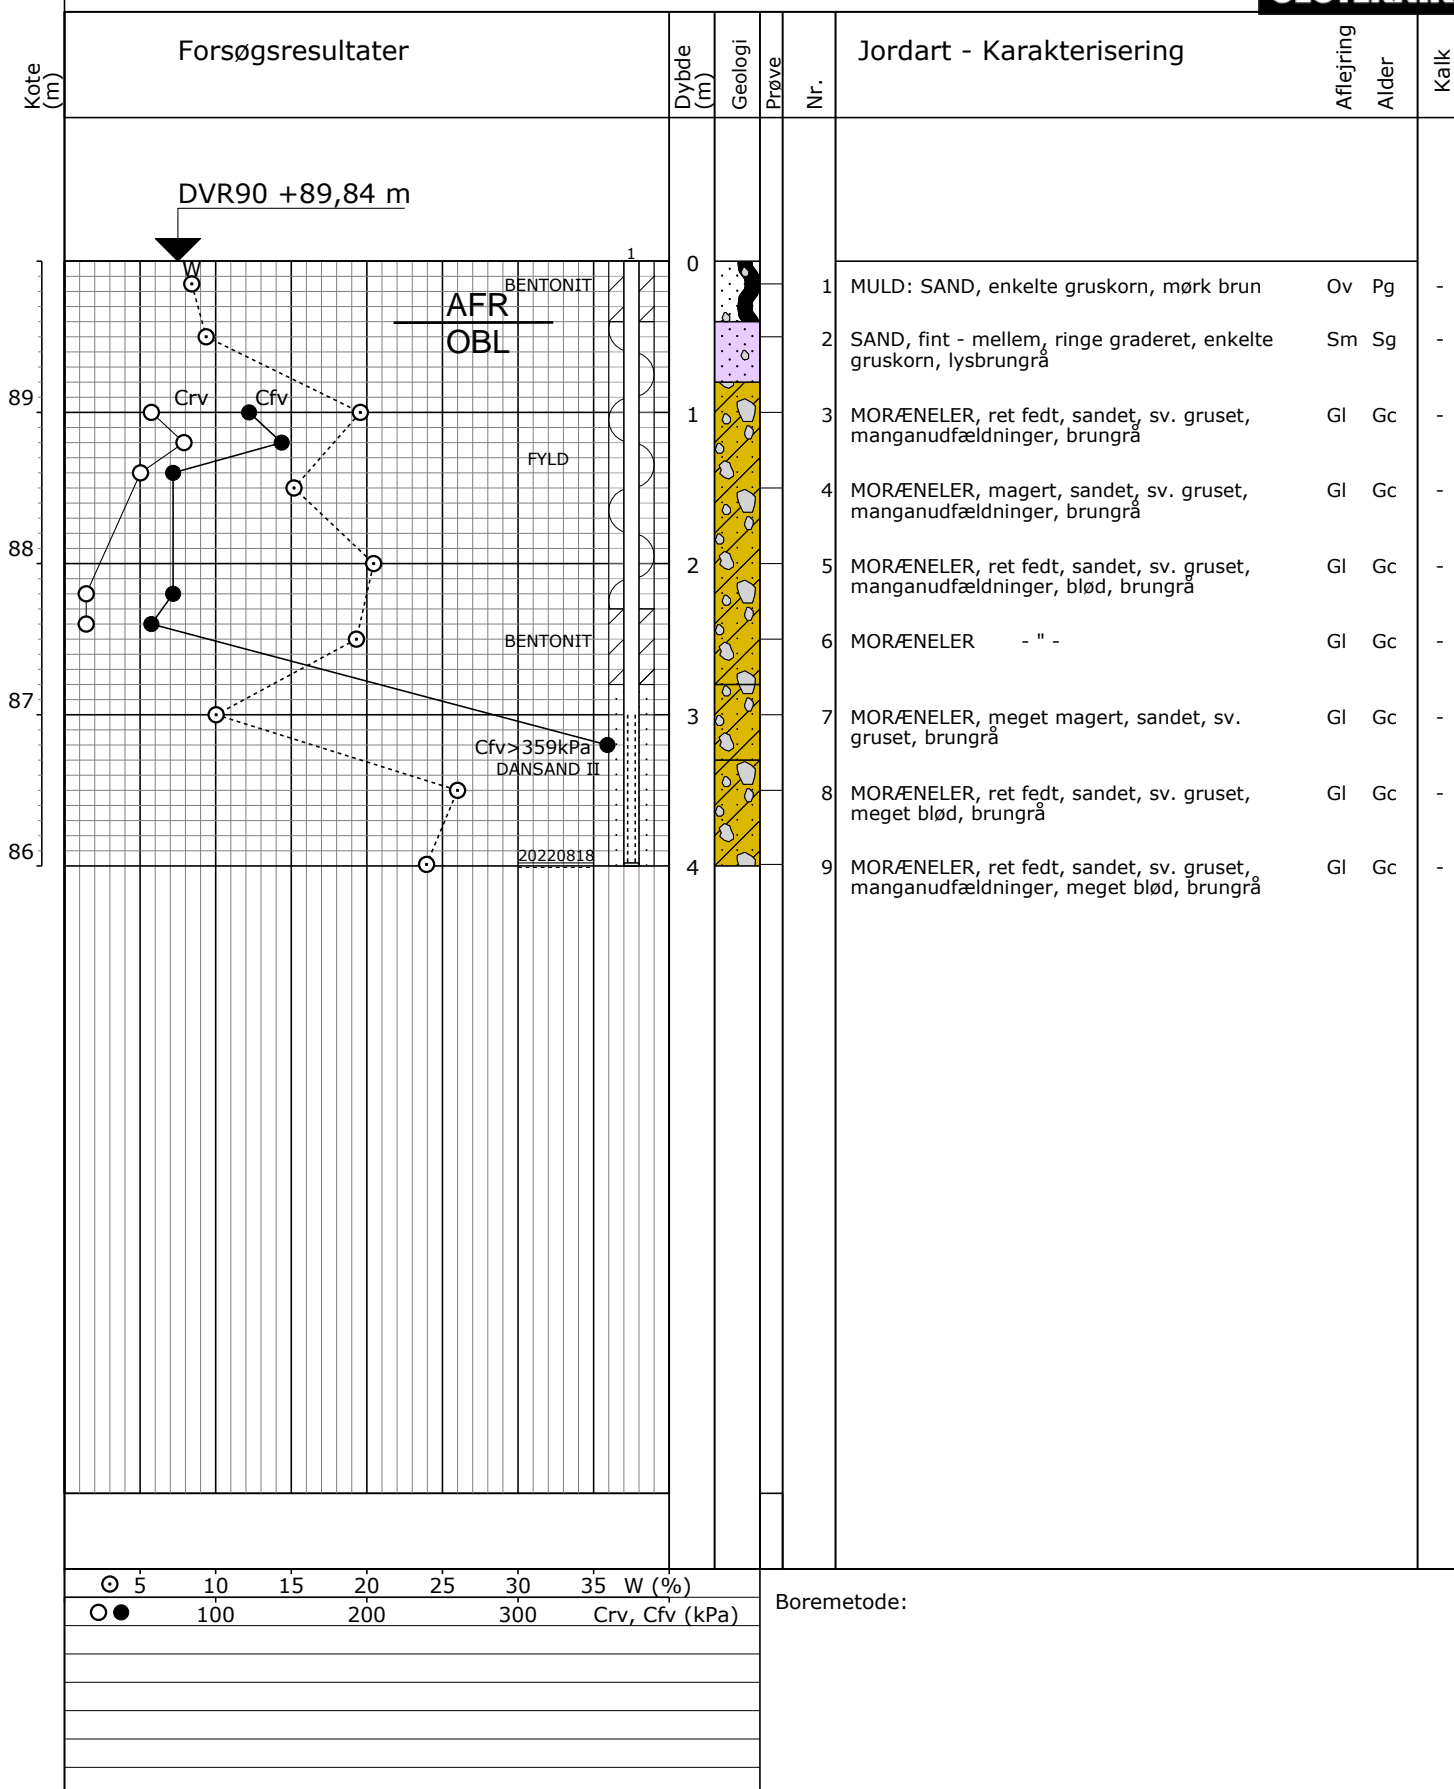 Kote
(m)
Forsøgsresultater
Dybde
(m)
Geologi
Prøve
Nr.
Jordart - Karakterisering
Aflejring
Alder
Kalk
DVR90 +89,84 m
W
1
BENTONIT
AFR
OBL
0
1 MULD: SAND, enkelte gruskorn, mørk brun Ov Pg -
2 SAND, fint - mellem, ringe graderet, enkelte Sm Sg -
gruskorn, lysbrungrå
89
Crv Cfv
1
3 MORÆNELER, ret fedt, sandet, sv. gruset, Gl Gc -
manganudfældninger, brungrå
FYLD
4 MORÆNELER, magert, sandet, sv. gruset, Gl Gc -
manganudfældninger, brungrå
88
2
5 MORÆNELER, ret fedt, sandet, sv. gruset, Gl Gc -
manganudfældninger, blød, brungrå
BENTONIT
6 MORÆNELER - " - Gl Gc -
87
3
7 MORÆNELER, meget magert, sandet, sv. Gl Gc -
gruset, brungrå
Cfv>359kPa
DANSAND II
8 MORÆNELER, ret fedt, sandet, sv. gruset, Gl Gc -
meget blød, brungrå
86
20220818
4
9 MORÆNELER, ret fedt, sandet, sv. gruset, Gl Gc -
manganudfældninger, meget blød, brungrå
5 10 15 20 25 30 35 W (%)
100 200 300 Crv, Cfv (kPa)
Boremetode: